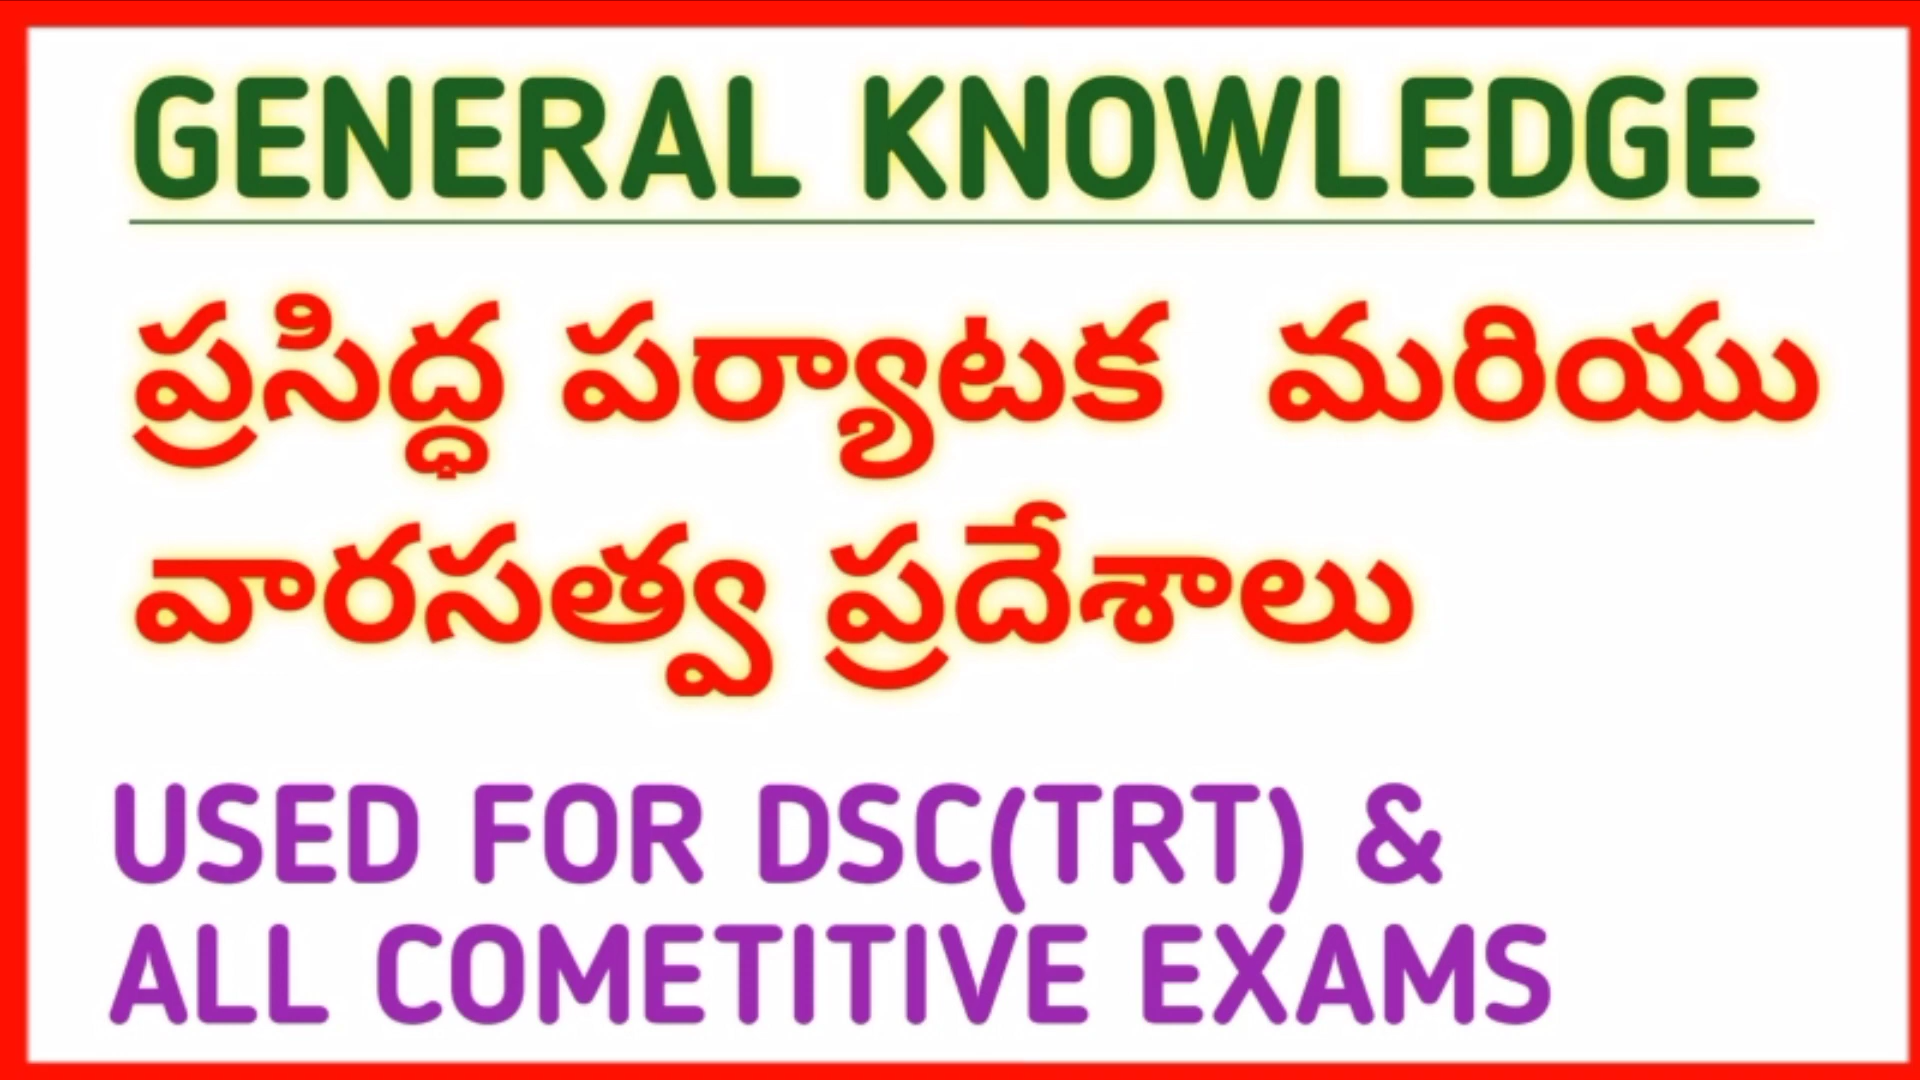 GENERAL KNOWLEDGE
ప్రసిద్ధ పర్యాటక మరియు
వారసత్వ ప్రదేశాలు
USED FOR DSC(TRT) &
ALL COMETITIVE EXAMS